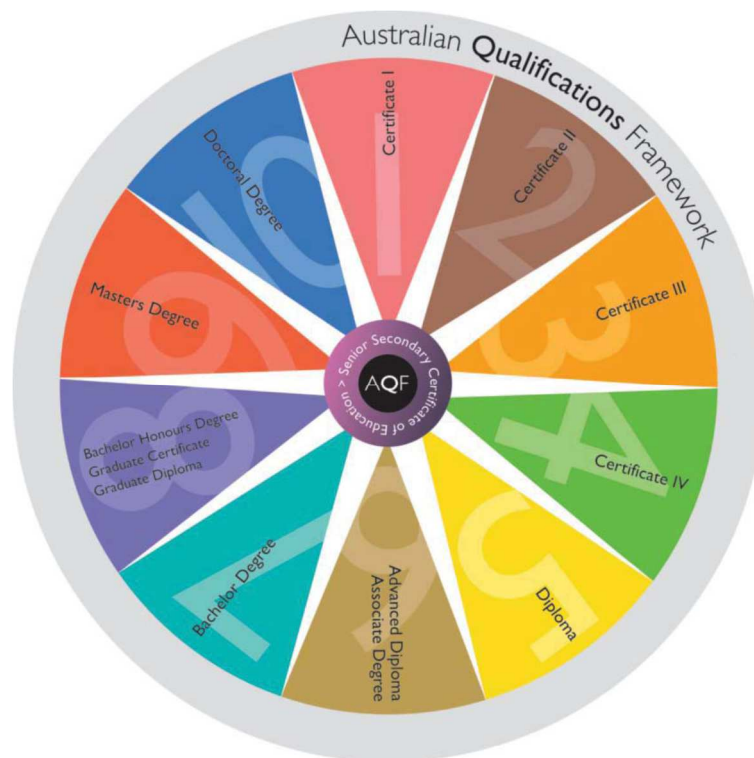 Australian Qualifications Framework
1
Certificate I
2
Certificate II
3
Certificate III
4
Certificate IV
5
Diploma
6
Advanced Diploma
Associate Degree
7
Bachelor Degree
8
Bachelor Honours Degree
Graduate Certificate
Graduate Diploma
9
Masters Degree
10
Doctoral Degree
> Senior Secondary Certificate of Education
AQF